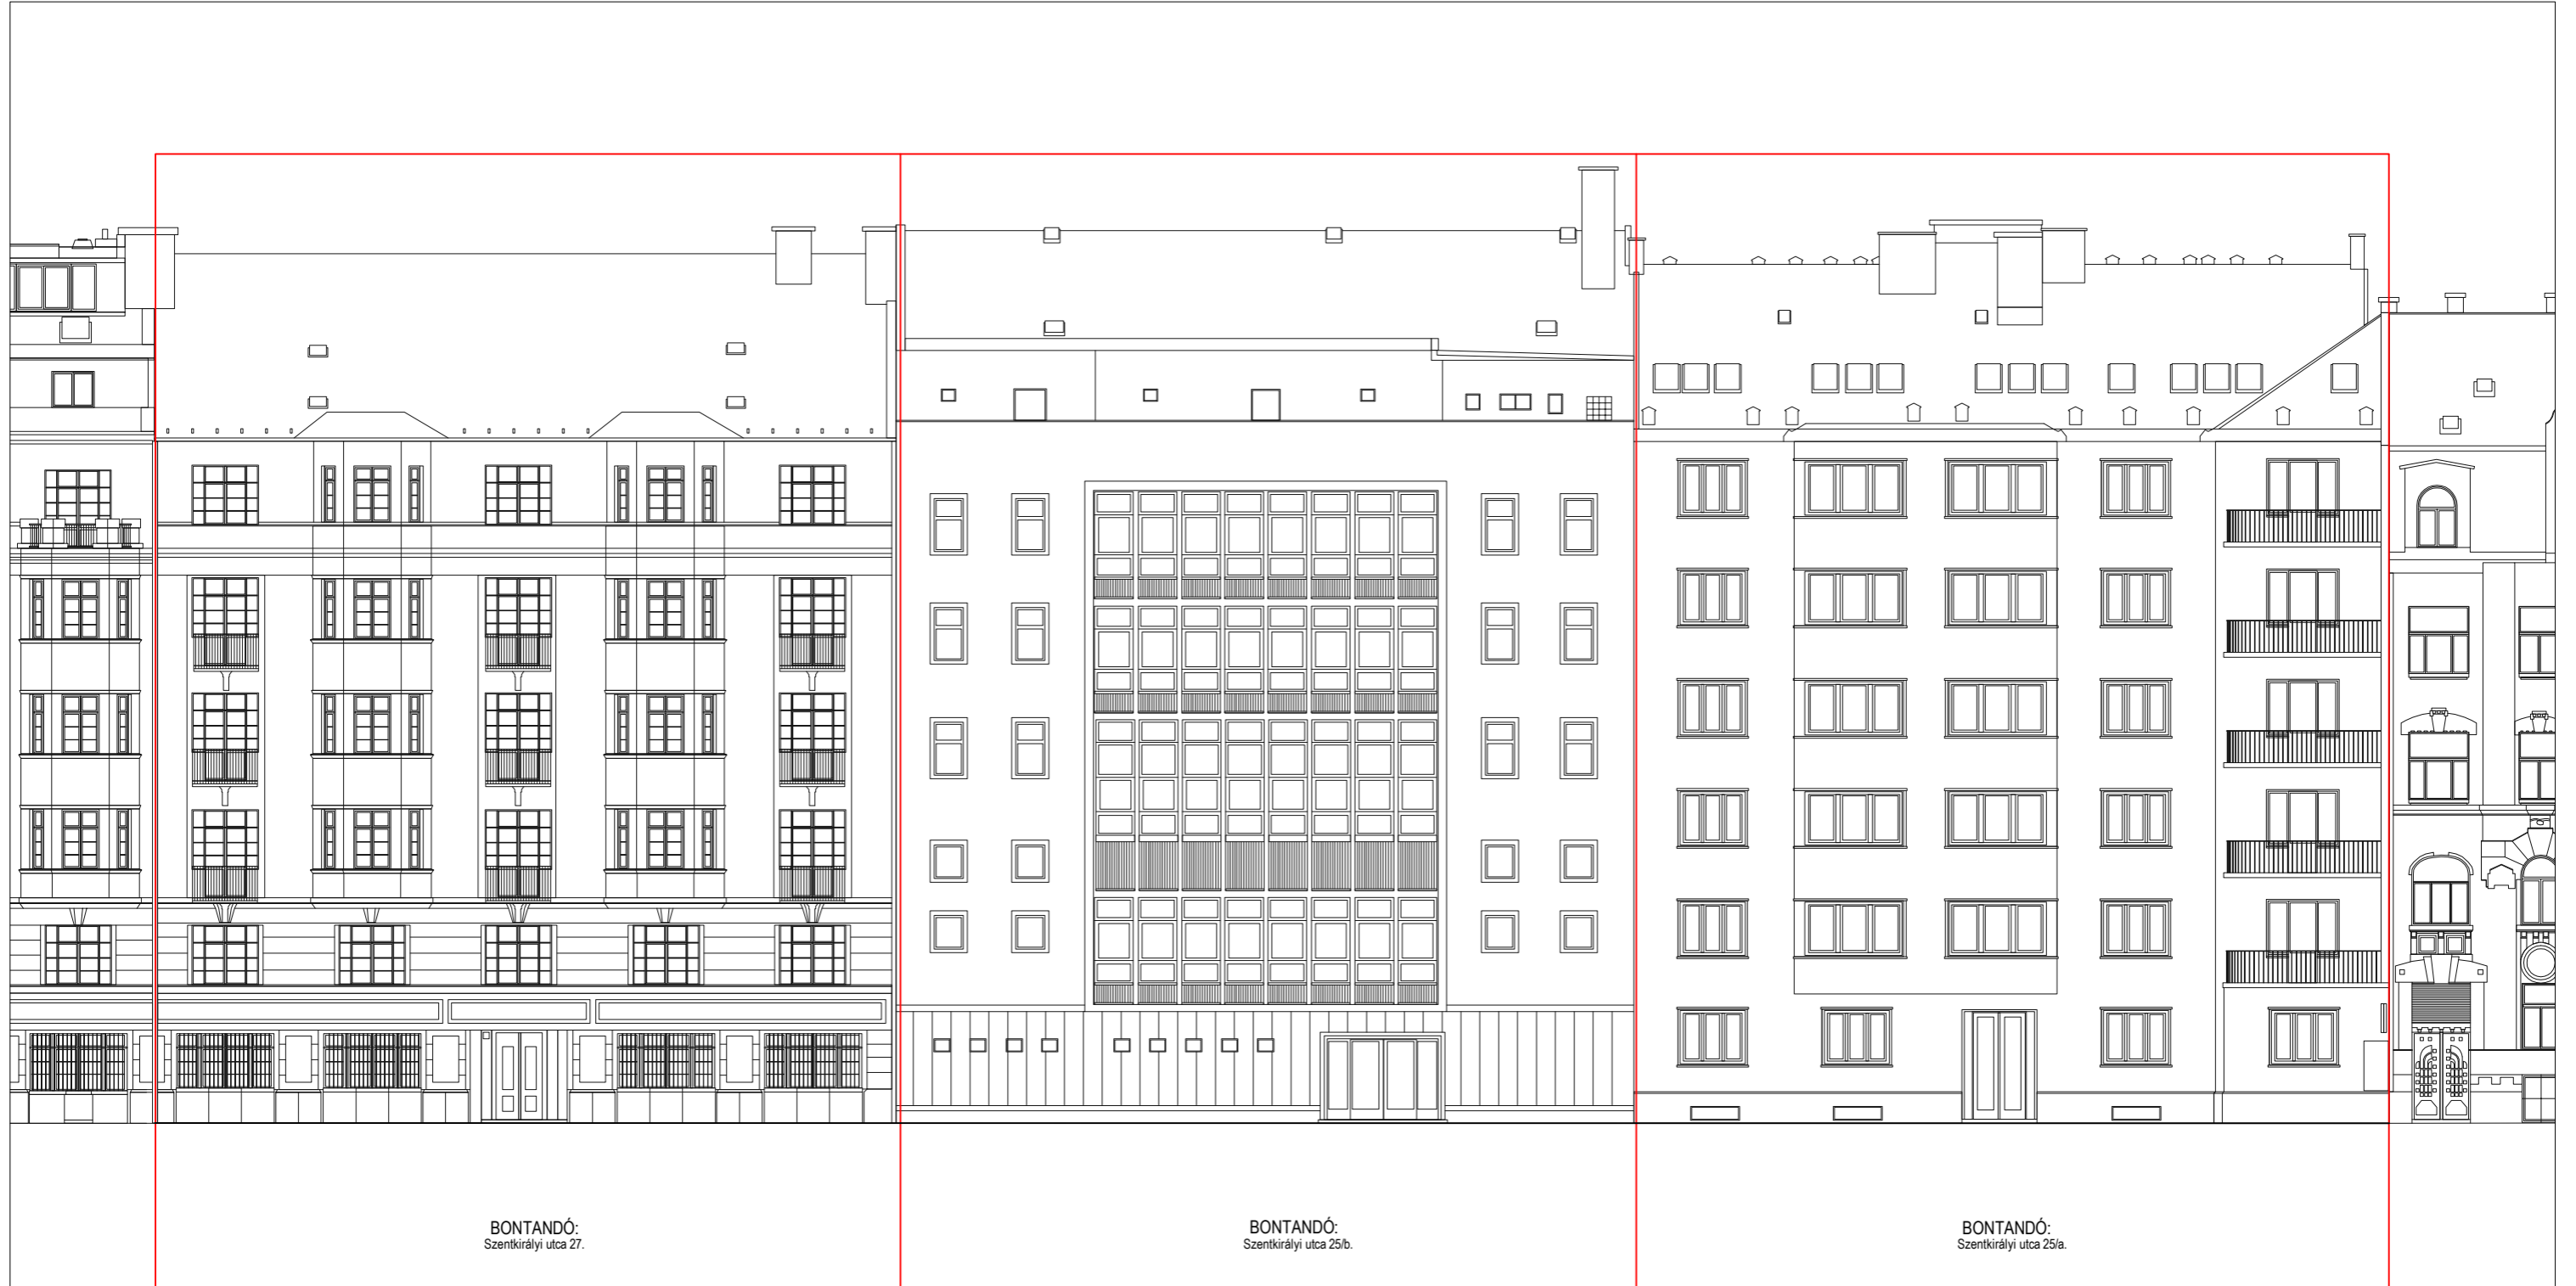 BONTANDÓ:
Szentkirályi utca 27.
BONTANDÓ:
Szentkirályi utca 25/b.
BONTANDÓ:
Szentkirályi utca 25/a.